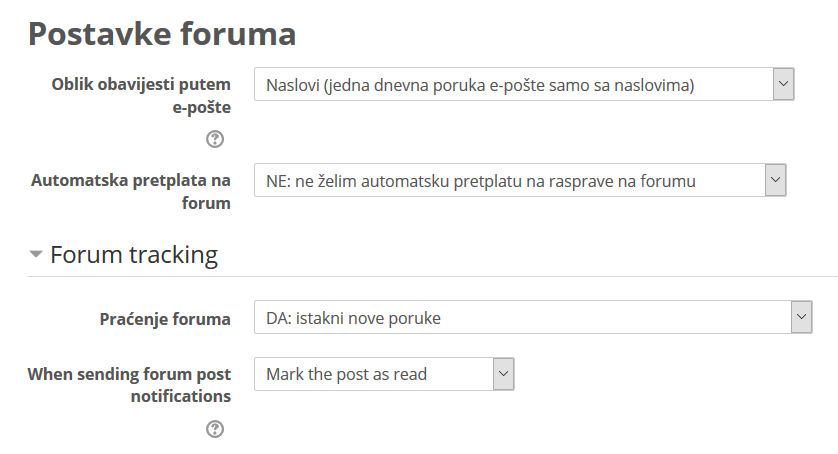 Postavke foruma
Oblik obavijesti putem
e-pošte
Naslovi (jedna dnevna poruka e-pošte samo sa naslovima)
Automatska pretplata na
forum
NE: ne želim automatsku pretplatu na rasprave na forumu
Forum tracking
Praćenje foruma
DA: istakni nove poruke
When sending forum post
notifications
Mark the post as read